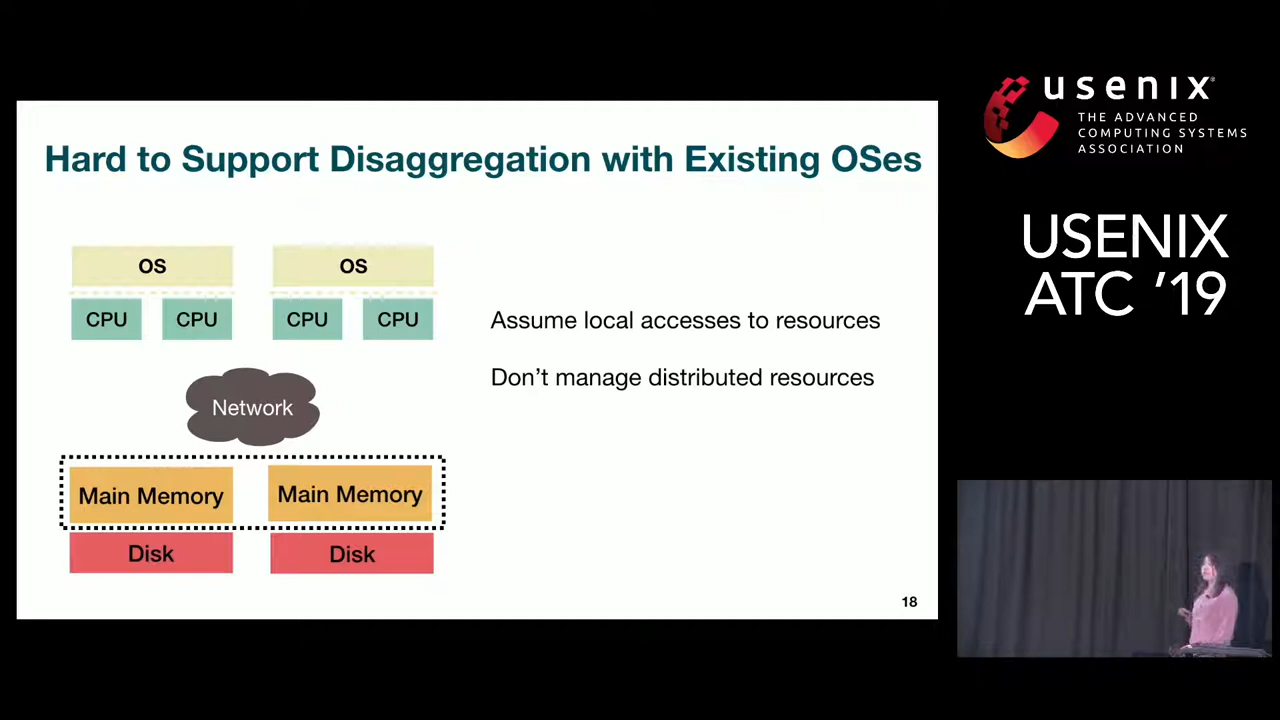 Hard to Support Disaggregation with Existing OSes
OS
OS
CPU
CPU
CPU
CPU
Network
Main Memory
Main Memory
Disk
Disk
Assume local accesses to resources
Don't manage distributed resources
18
usenix
THE ADVANCED
COMPUTING SYSTEMS
ASSOCIATION
USENIX
ATC '19